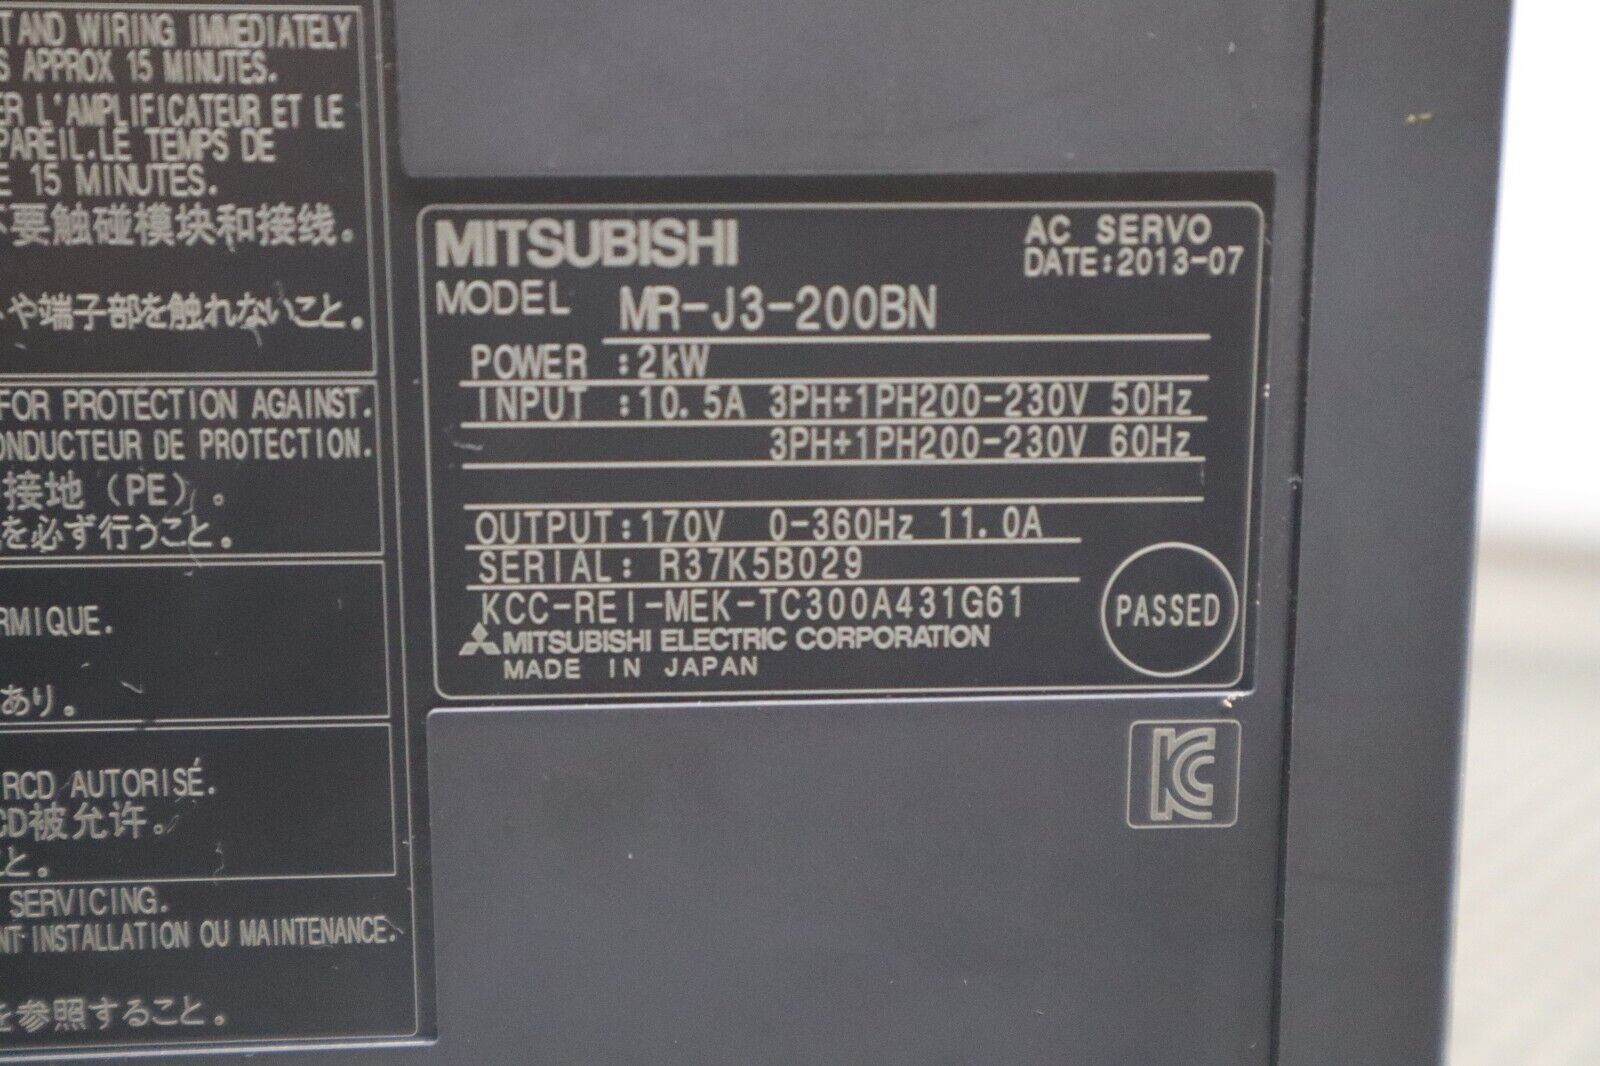 AND WIRING IMMEDIATELY
APPROX 15 MINUTES.
L'AMPLIFICATEUR ET LE
PAREIL.LE TEMPS DE
15 MINUTES.
不要触碰模块和接线。
や端子部を触れないこと。
FOR PROTECTION AGAINST.
ONDUCTEUR DE PROTECTION.
接地(PE)。
を必ず行うこと。
RMIQUE.
あり。
RCD AUTORISÉ.
CD被允许。
と。
SERVICING.
NT INSTALLATION OU MAINTENANCE.
を参照すること。
MITSUBISHI
AC SERVO
DATE:2013-07
MODEL MR-J3-200BN
POWER :2kW
INPUT :10.5A 3PH+1PH200-230V 50Hz
3PH+1PH200-230V 60Hz
OUTPUT:170V 0-360Hz 11.0A
SERIAL: R37K5B029
KCC-REI-MEK-TC300A431G61
MITSUBISHI ELECTRIC CORPORATION
MADE IN JAPAN
PASSED
KC